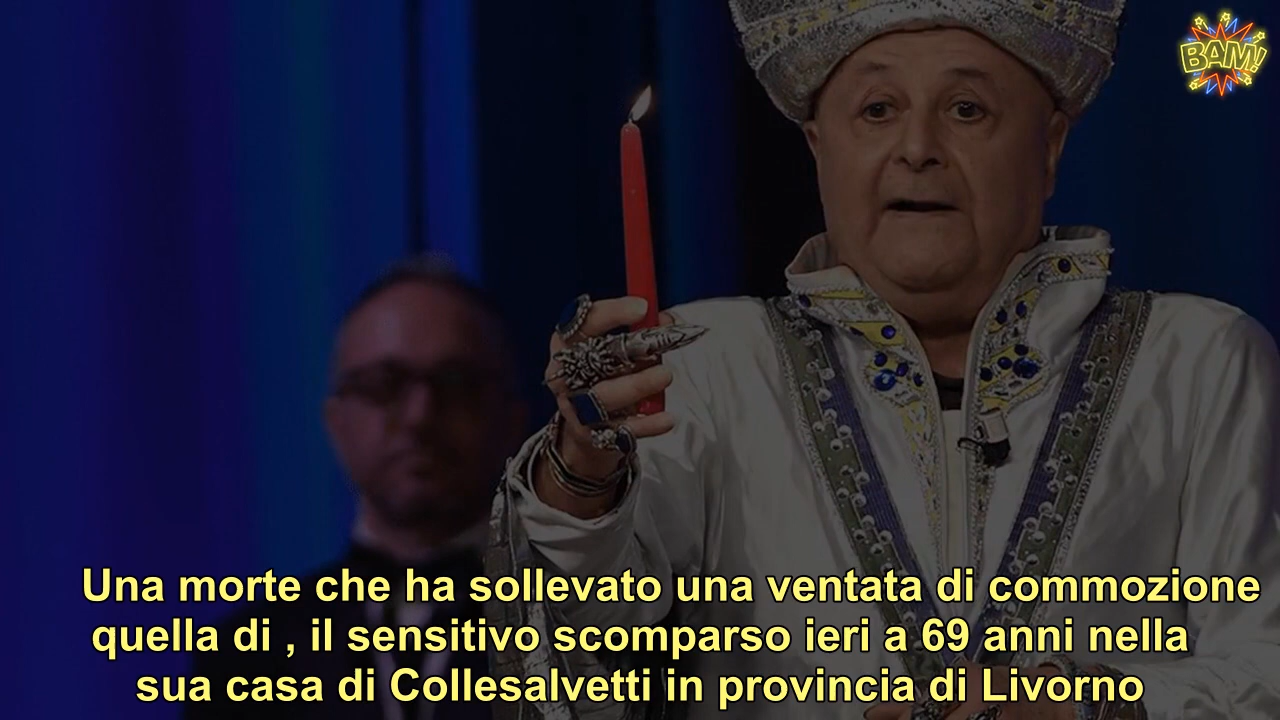 BAM!
Una morte che ha sollevato una ventata di commozione
quella di , il sensitivo scomparso ieri a 69 anni nella
sua casa di Collesalvetti in provincia di Livorno